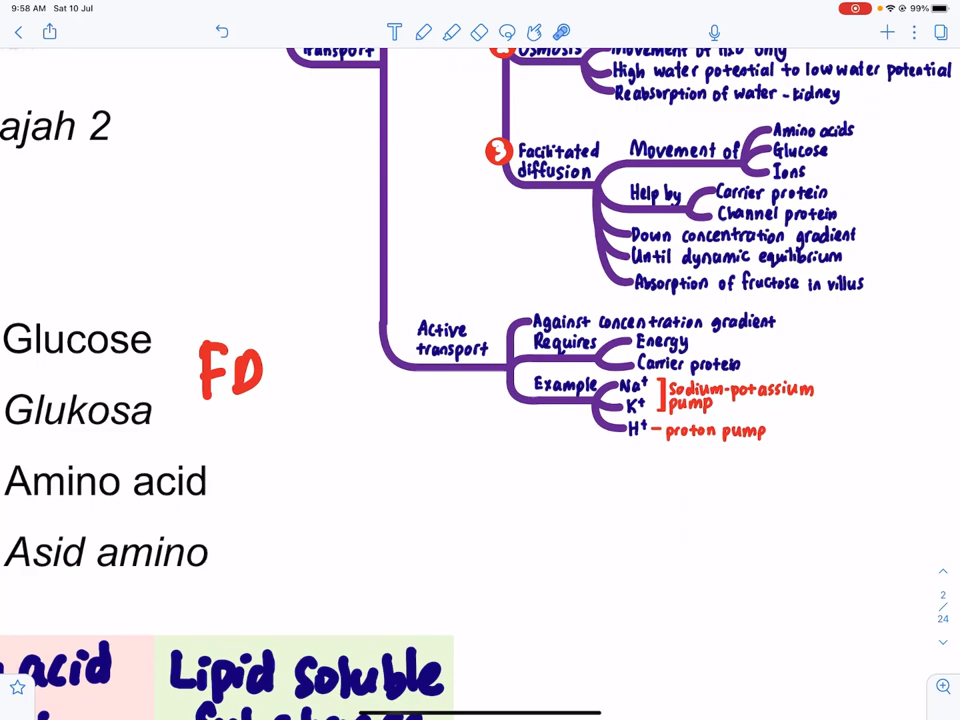 9:58 AM Sat 10 Jul
99%
transport
2 Osmosis
Movement of H2O only
High water potential to low water potential
Reabsorption of water - kidney
ajah 2
3 Facilitated diffusion
Movement of
Amino acids
Glucose
Ions
Help by
Carrier protein
Channel protein
Down concentration gradient
Until dynamic equilibrium
Absorption of fructose in villus
Active transport
Against concentration gradient
Requires
Energy
Carrier protein
Example
Na+
K+
] Sodium-potassium pump
H+ - proton pump
Glucose
FD
Glukosa
Amino acid
Asid amino
2
/
24
acid
Lipid soluble
substances